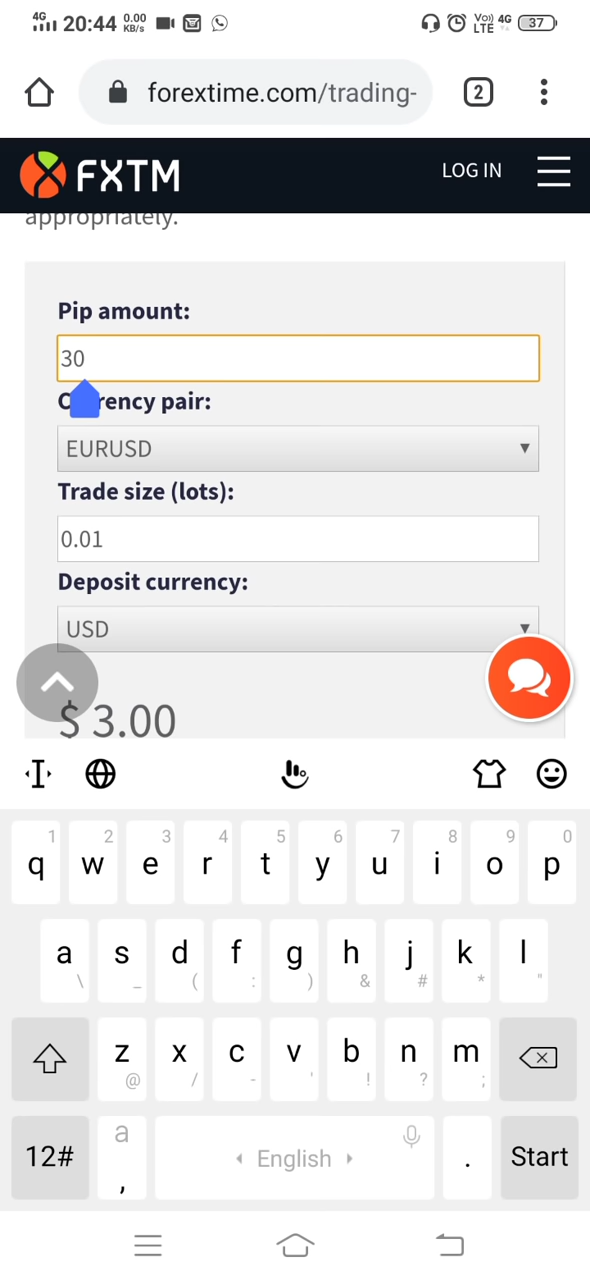 4G 20:44 0.00 KB/s Vo) LTE 4G 37
forextime.com/trading- 2
FXTM LOG IN
appropriately.
Pip amount:
30
C rency pair:
EURUSD
Trade size (lots):
0.01
Deposit currency:
USD
$ 3.00
1 2 3 4 5 6 7 8 9 0
q w e r t y u i o p
a s d f g h j k l
\ _ ( : ) & # * "
z x c v b n m
@ / - ' ! ? ;
12# a , English . Start